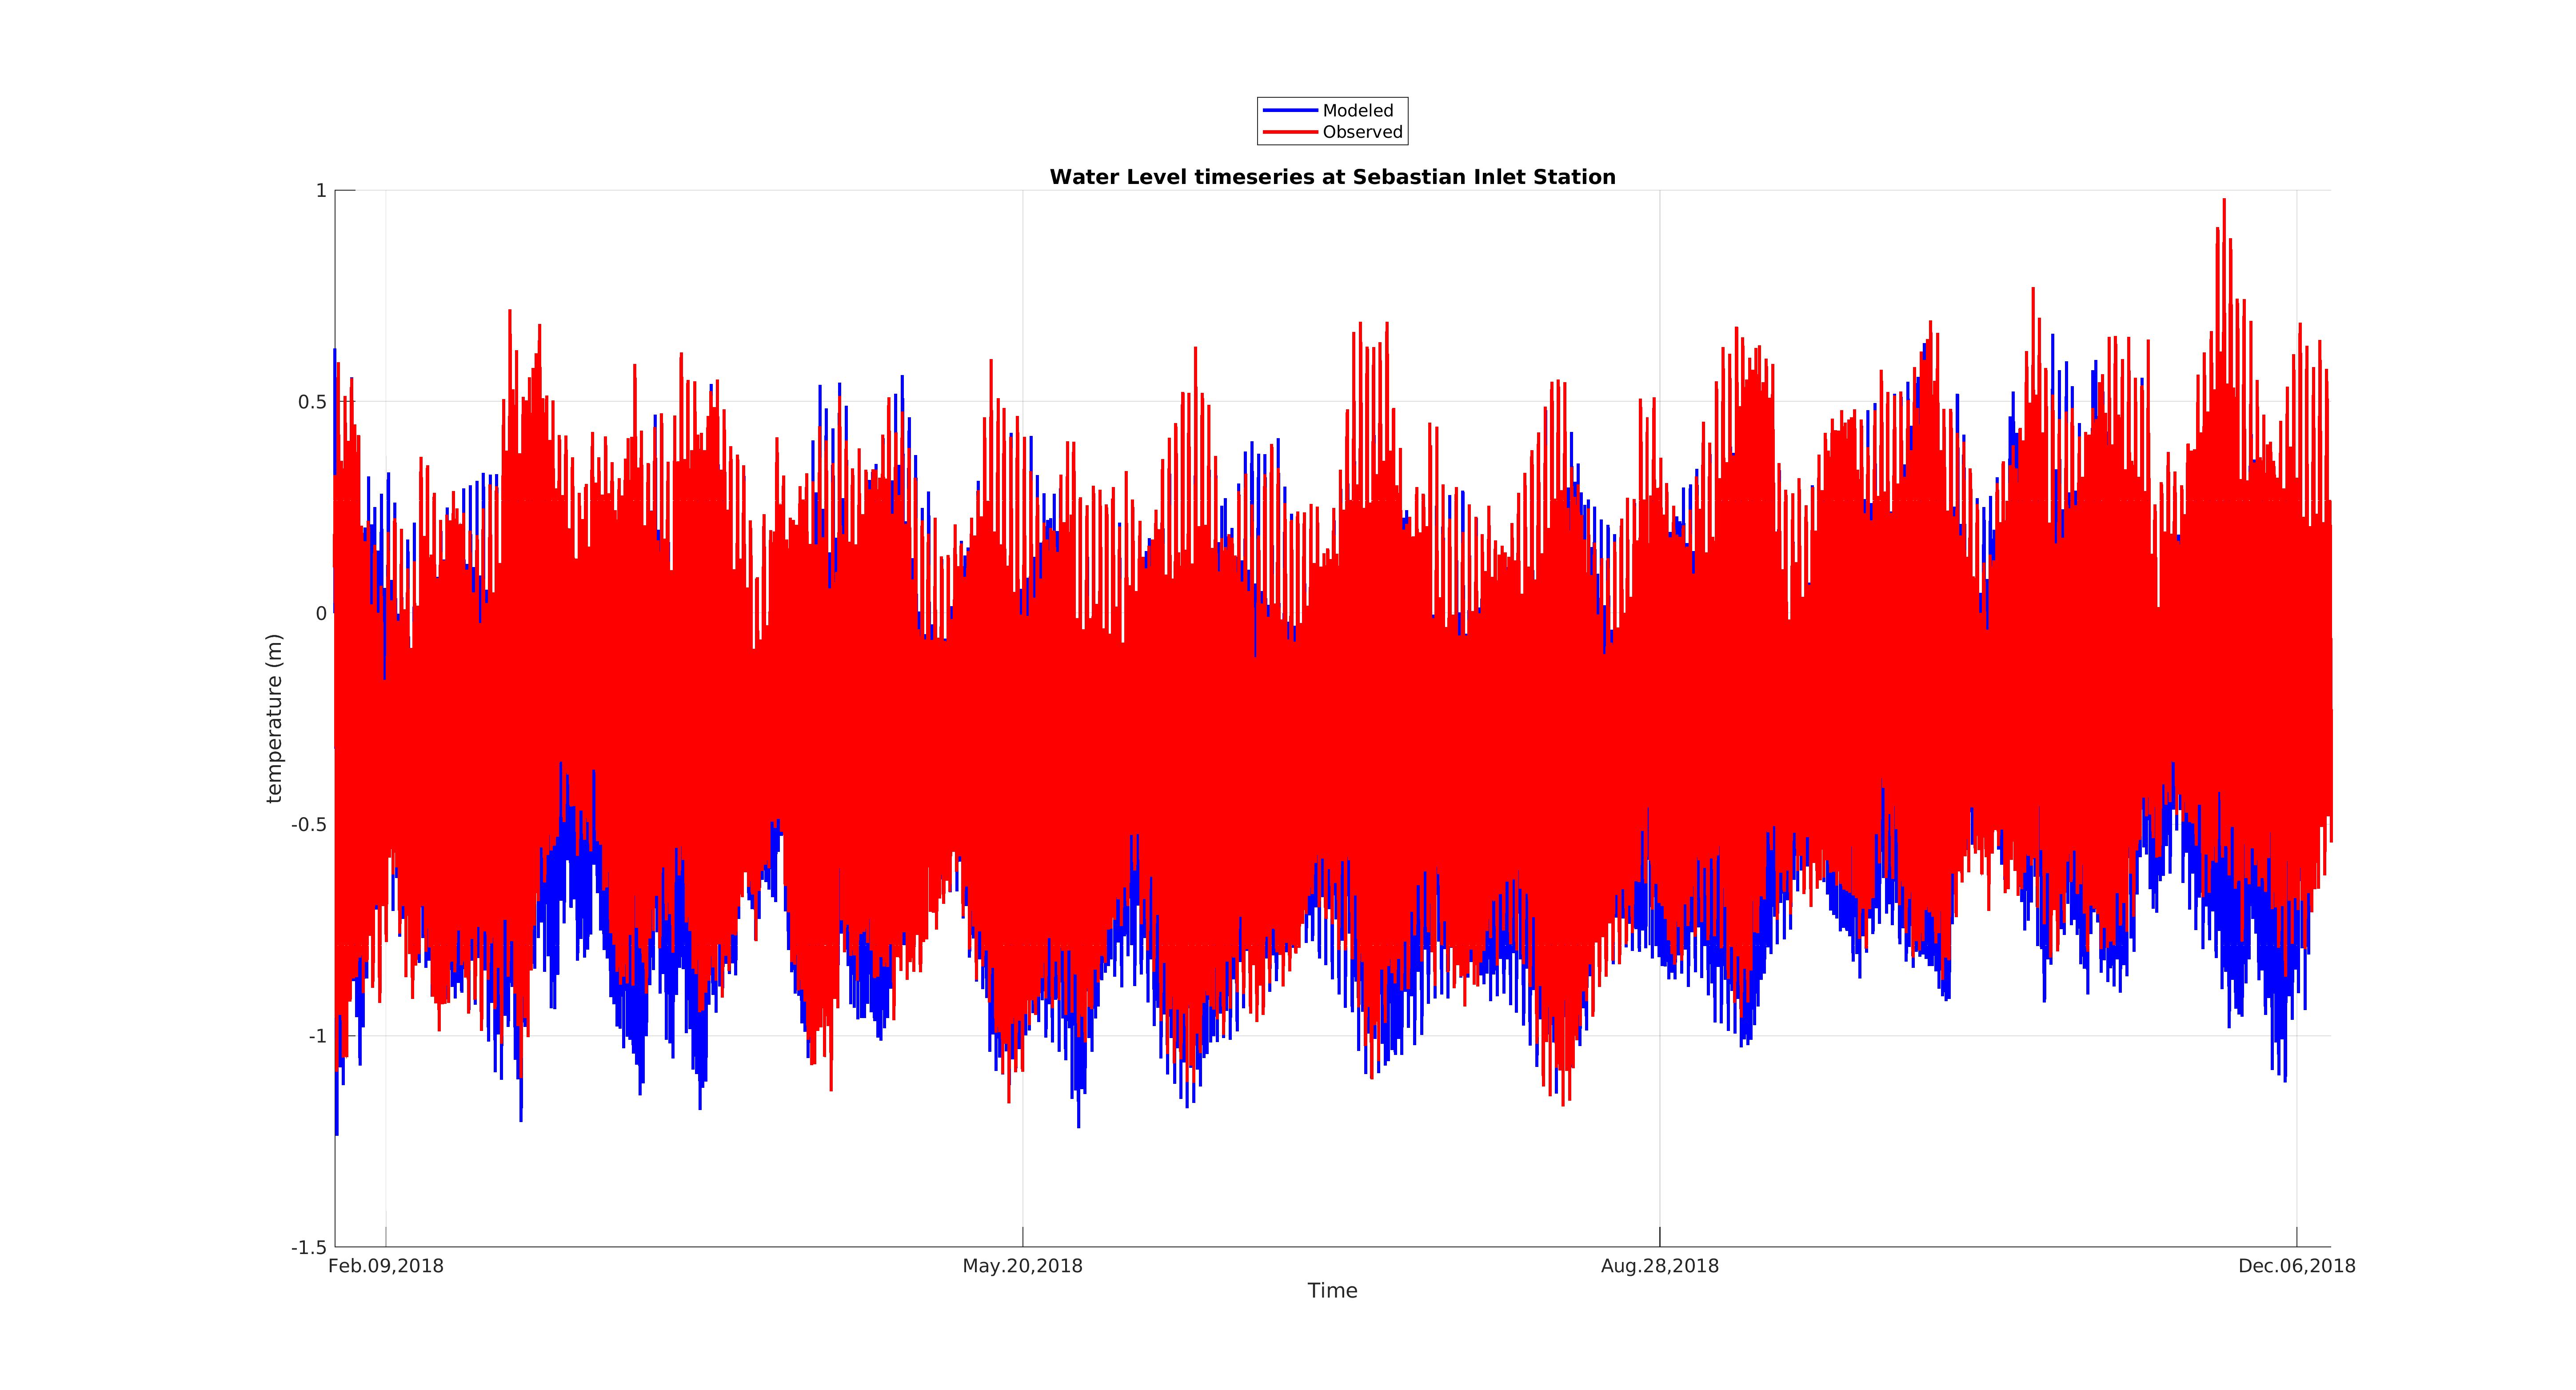 Modeled
Observed
Water Level timeseries at Sebastian Inlet Station
1
0.5
0
-0.5
-1
-1.5
temperature (m)
Feb.09,2018 May.20,2018 Aug.28,2018 Dec.06,2018
Time